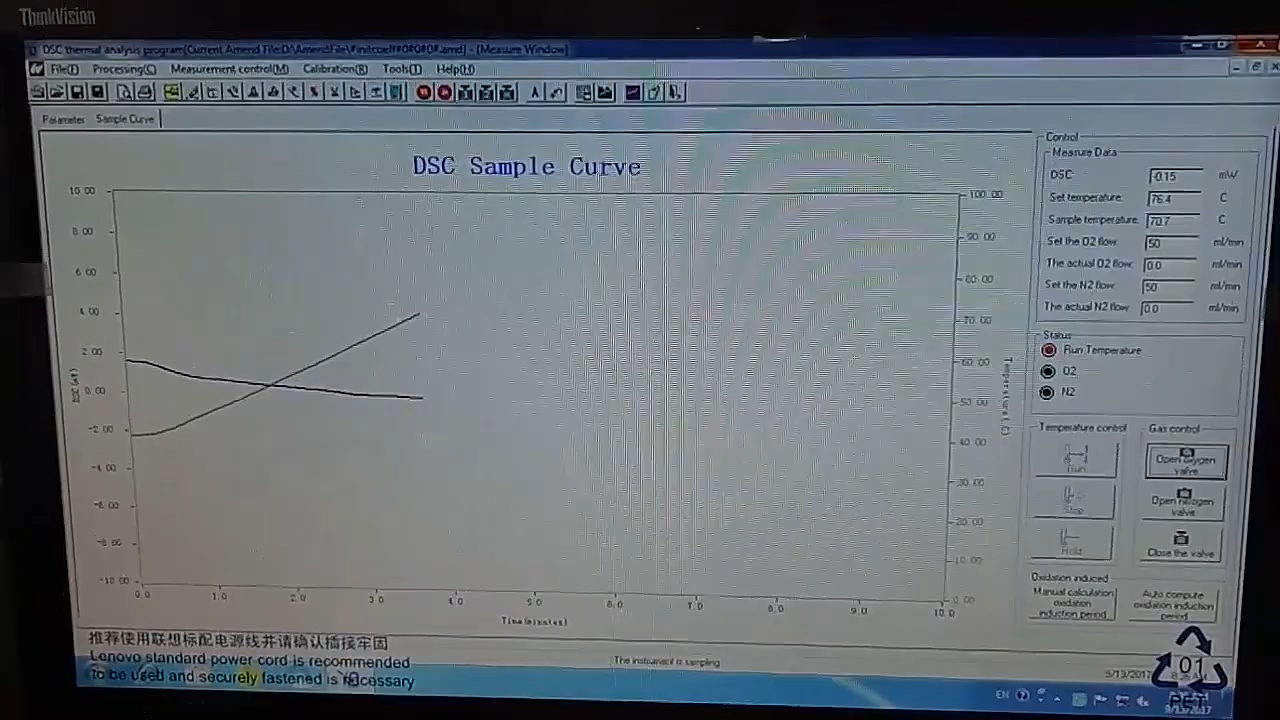 ThinkVision
DSC thermal analysis program[Current Amend File:D:\AmendFile\#initcoef##0#0#0#.amd] - [Measure Window]
File(F) Processing(C) Measurement control(M) Calibration(R) Tools(T) Help(H)
Parameter Sample Curve
DSC Sample Curve
10.00
8.00
6.00
4.00
2.00
0.00
-2.00
-4.00
-6.00
-8.00
-10.00
DSC(mW)
0.0 1.0 2.0 3.0 4.0 5.0 6.0 7.0 8.0 9.0 10.0
Time(minutes)
100.00
90.00
80.00
70.00
60.00
50.00
40.00
30.00
20.00
10.00
0.00
Temperature(C)
Control
Measure Data
DSC: -0.15 mW
Set temperature: 76.4 C
Sample temperature: 70.7 C
Set the O2 flow: 50 ml/min
The actual O2 flow: 0.0 ml/min
Set the N2 flow: 50 ml/min
The actual N2 flow: 0.0 ml/min
Status
Run Temperature
O2
N2
Temperature control
Run
Stop
Hold
Gas control
Open oxygen
valve
Open nitrogen
valve
Close the valve
Oxidation induced
Manual calculation
oxidation
induction period
Auto compute
oxidation induction
period
The instrument is sampling
推荐使用联想标配电源线并请确认插接牢固
Lenovo standard power cord is recommended
to be used and securely fastened is necessary
01
PET
EN
9/13/2017